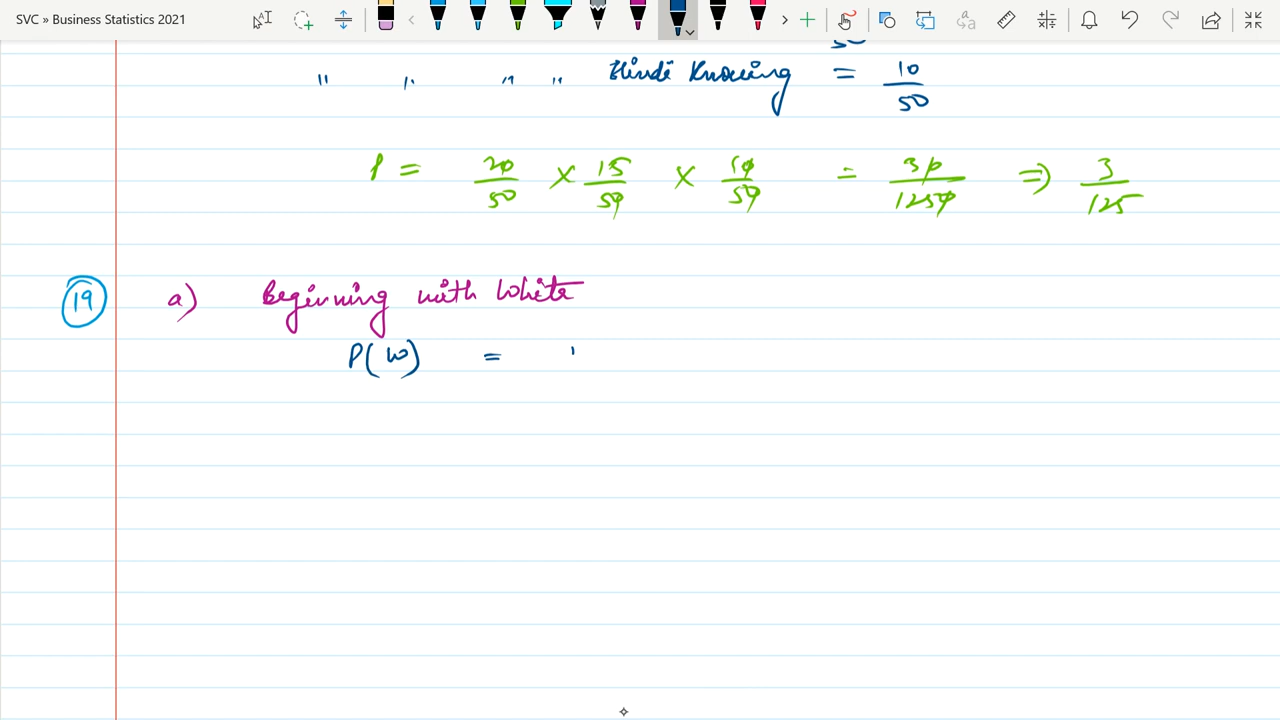 SVC » Business Statistics 2021
50
" " " " Hindi Knowing = 10/50
P = 20/50 × 15/50 × 10/50 = 30/1250 ⇒ 3/125
19 a) Beginning with White
P(W) =